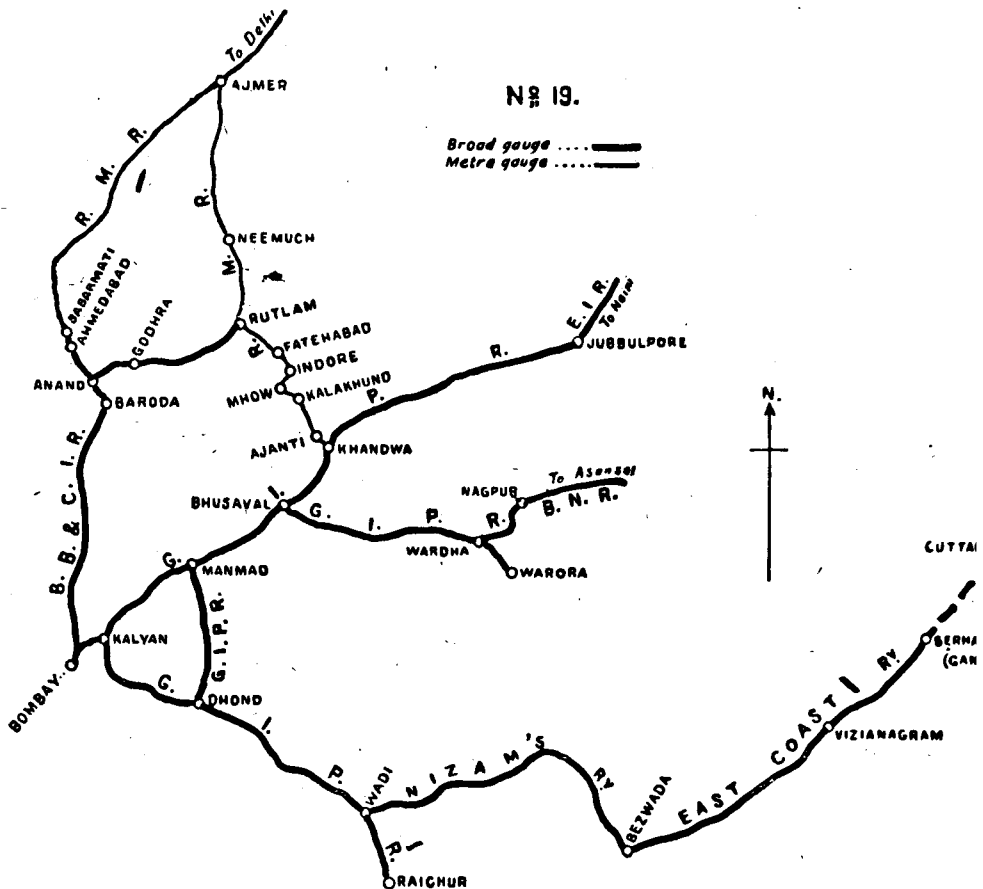 To Delhi
AJMER
No 19.
Broad gauge ....
Metre gauge .....
R. M. R.
R. M. R.
NEEMUCH
SABARMATI
AHMEDABAD
GODHRA
RUTLAM
FATEHABAD
INDORE
MHOW
KALAKHUND
ANAND
BARODA
AJANTI
KHANDWA
E. I. R.
To Naini
JUBBULPORE
N.
B. B. & C. I. R.
BHUSAVAL
G. I. P. R.
NAGPUR
To Asansol
B. N. R.
WARDHA
WARORA
G. I. P. R.
MANMAD
KALYAN
G. I. P. R.
BOMBAY
DHOND
G. I. P. R.
WADI
RAICHUR
NIZAM'S RY.
BEZWADA
EAST COAST RY.
VIZIANAGRAM
BERHA
(GAN
CUTTA